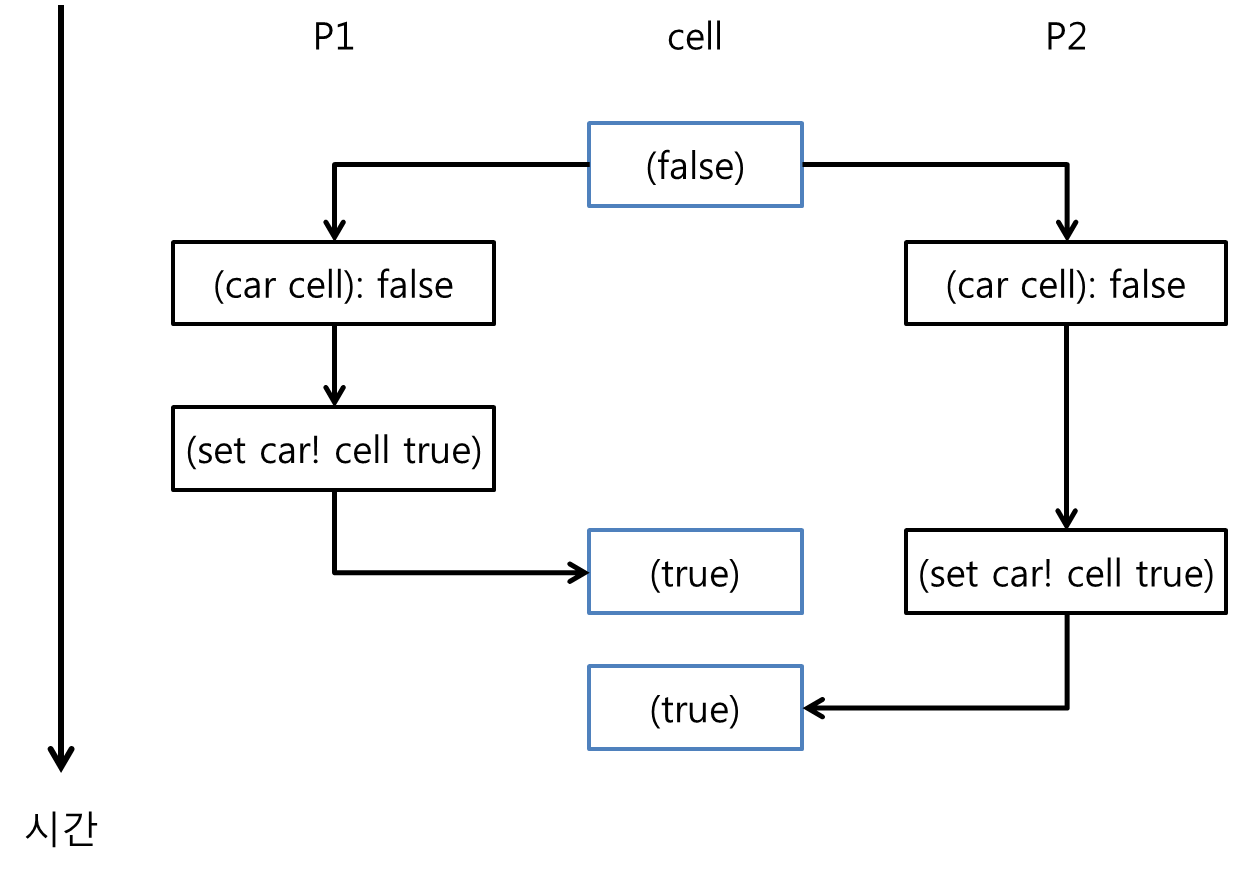 P1
cell
P2
(false)
(car cell): false
(car cell): false
(set car! cell true)
(true)
(set car! cell true)
(true)
시간